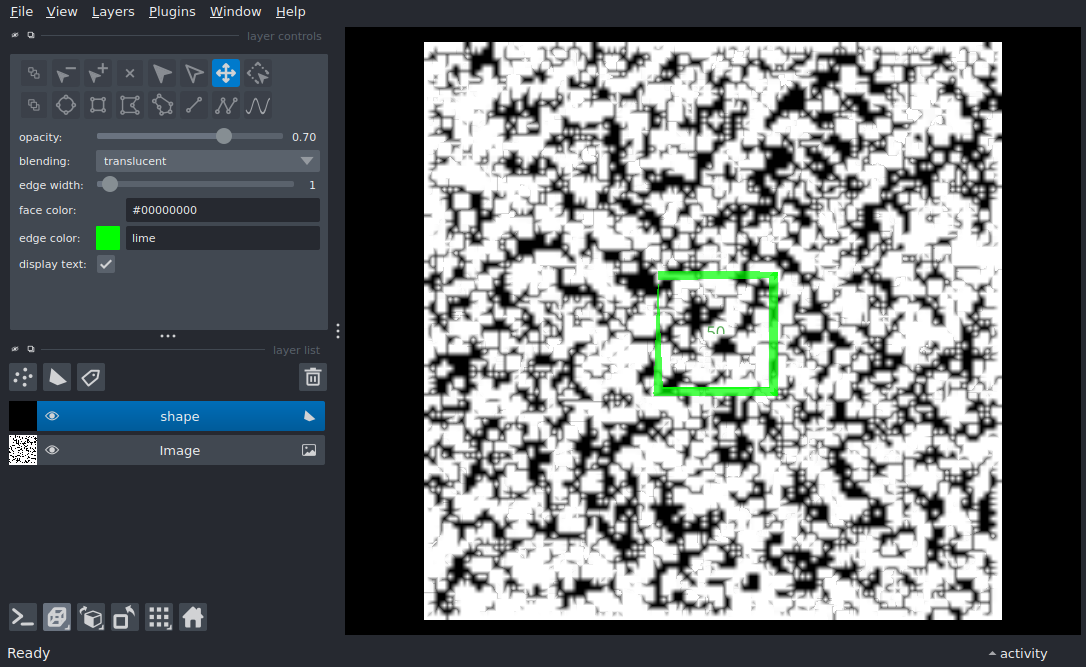 File View Layers Plugins Window Help
layer controls
opacity: 0.70
blending: translucent
edge width: 1
face color: #00000000
edge color: lime
display text:
layer list
shape
Image
50
Ready
activity